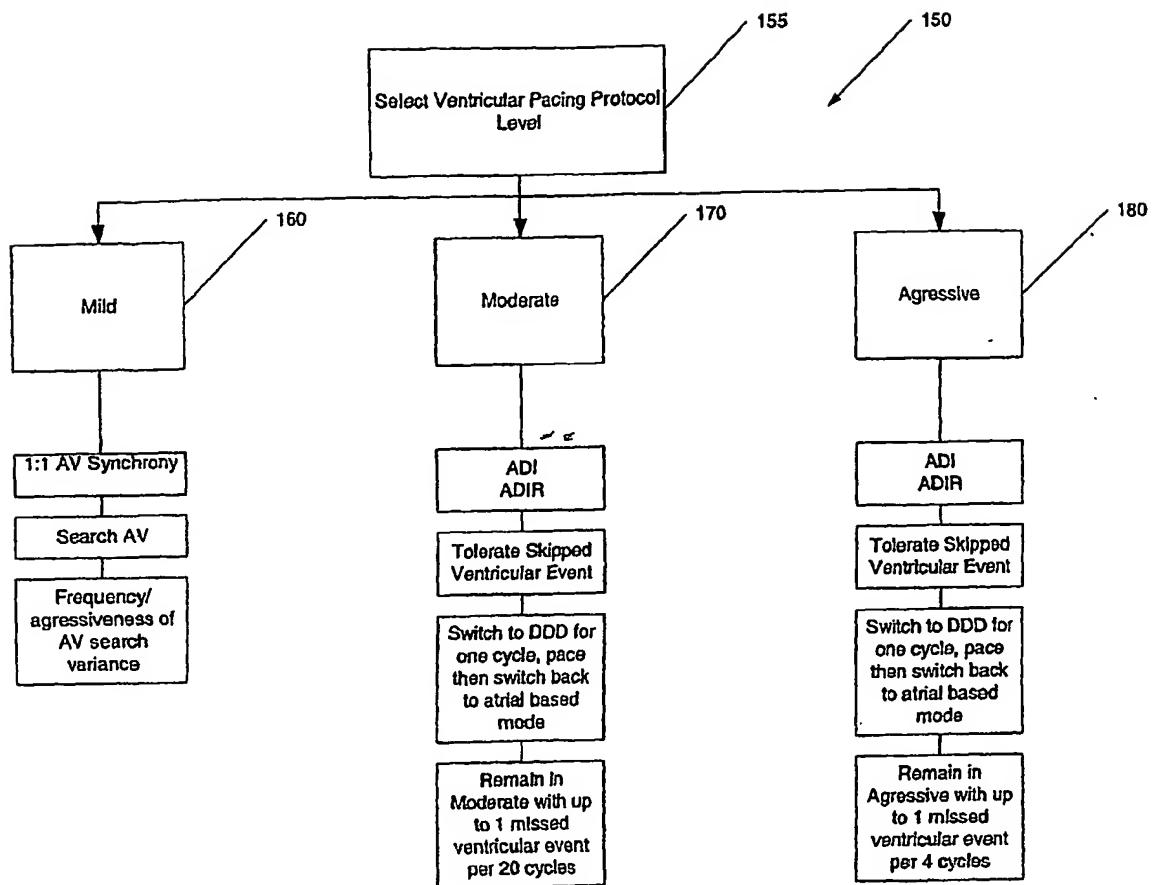 155
150
Select Ventricular Pacing Protocol
Level
160
170
180
Mild
Moderate
Agressive
1:1 AV Synchrony
Search AV
Frequency/
agressiveness of
AV search
variance
ADI
ADIR
Tolerate Skipped
Ventricular Event
Switch to DDD for
one cycle, pace
then switch back
to atrial based
mode
Remain in
Moderate with up
to 1 missed
ventricular event
per 20 cycles
ADI
ADIR
Tolerate Skipped
Ventricular Event
Switch to DDD for
one cycle, pace
then switch back
to atrial based
mode
Remain in
Agressive with up
to 1 missed
ventricular event
per 4 cycles